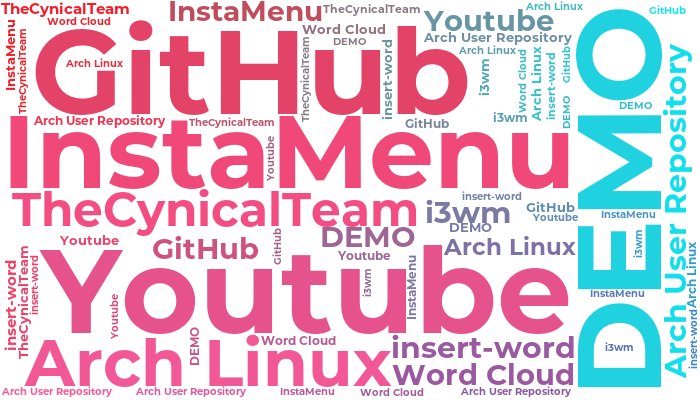 TheCynicalTeam
InstaMenu
TheCynicalTeam
Youtube
Arch Linux
GitHub
Word Cloud
InstaMenu
TheCynicalTeam
GitHub
Arch Linux
Word Cloud
DEMO
TheCynicalTeam
insert-word
Arch User Repository
Arch Linux
i3wm
Word Cloud
Arch Linux
insert-word
GitHub
DEMO
DEMO
DEMO
Arch User Repository
Arch User Repository
TheCynicalTeam
GitHub
i3wm
InstaMenu
Youtube
TheCynicalTeam
insert-word
i3wm
GitHub
Youtube
InstaMenu
DEMO
Youtube
GitHub
GitHub
DEMO
Arch Linux
Youtube
i3wm
InstaMenu
i3wm
InstaMenu
Youtube
insert-word
TheCynicalTeam
insert-word
Youtube
DEMO
Word Cloud
insert-word
i3wm
Arch Linux
insert-word
Arch Linux
Word Cloud
Arch User Repository
Arch User Repository
InstaMenu
Word Cloud
Arch User Repository